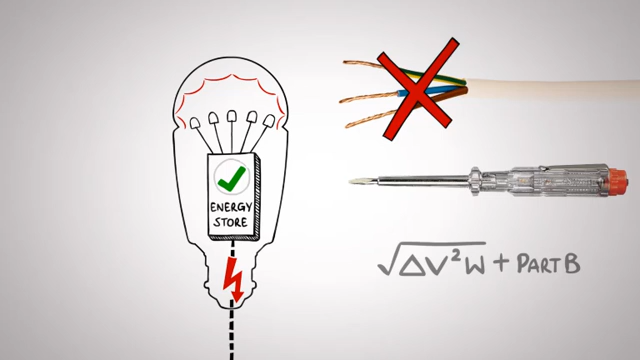 ENERGY
STORE
√ΔV²W + PART B